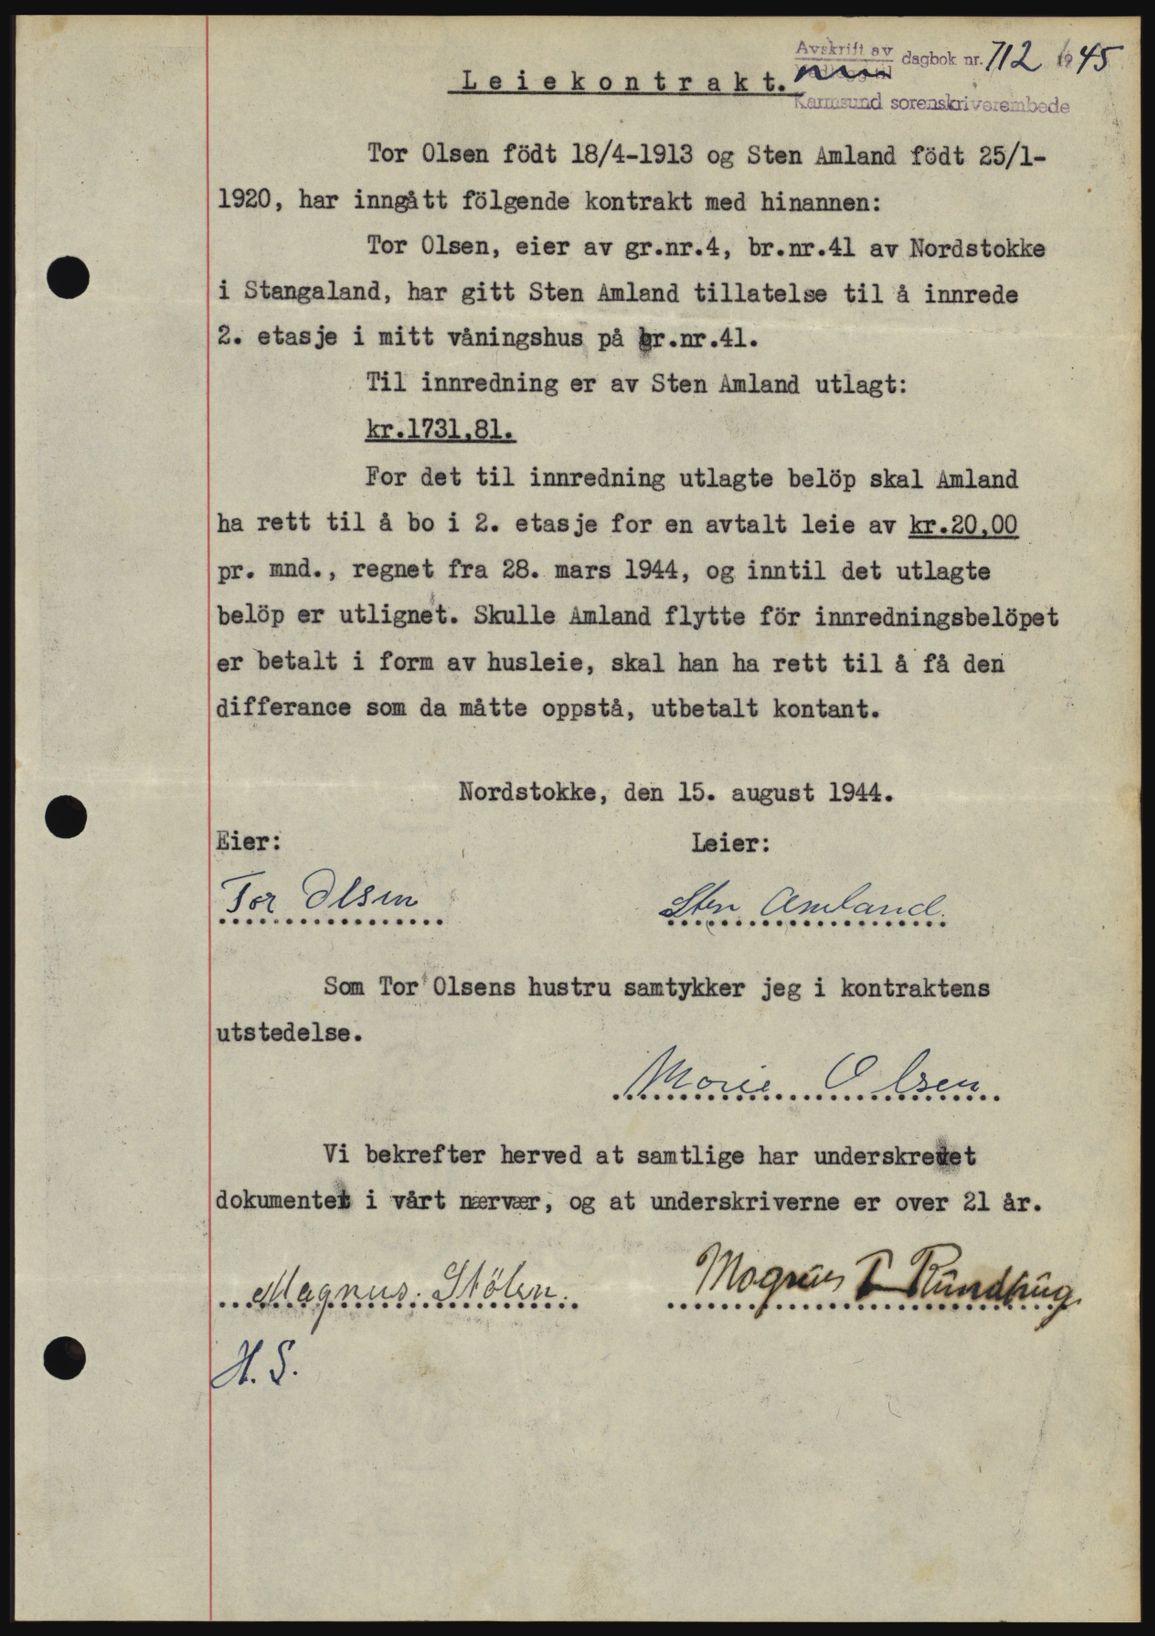 Avskrift av
dagbok nr. 712 1945
Leiekontrakt.
Karmsund sorenskriverembede
Tor Olsen födt 18/4-1913 og Sten Amland födt 25/1-
1920, har inngått fölgende kontrakt med hinannen:
Tor Olsen, eier av gr.nr.4, br.nr.41 av Nordstokke
i Stangaland, har gitt Sten Amland tillatelse til å innrede
2. etasje i mitt våningshus på br.nr.41.
Til innredning er av Sten Amland utlagt:
kr.1731,81.
For det til innredning utlagte belöp skal Amland
ha rett til å bo i 2. etasje for en avtalt leie av kr.20,00
pr. mnd., regnet fra 28. mars 1944, og inntil det utlagte
belöp er utlignet. Skulle Amland flytte för innredningsbelöpet
er betalt i form av husleie, skal han ha rett til å få den
differance som da måtte oppstå, utbetalt kontant.
Nordstokke, den 15. august 1944.
Eier: Leier:
Tor Olsen Sten Amland.
Som Tor Olsens hustru samtykker jeg i kontraktens
utstedelse.
Marie Olsen
Vi bekrefter herved at samtlige har underskrevet
dokumentet i vårt nærvær, og at underskriverne er over 21 år.
Magnus. Stölen. Magnus P Rundhug
H. S.